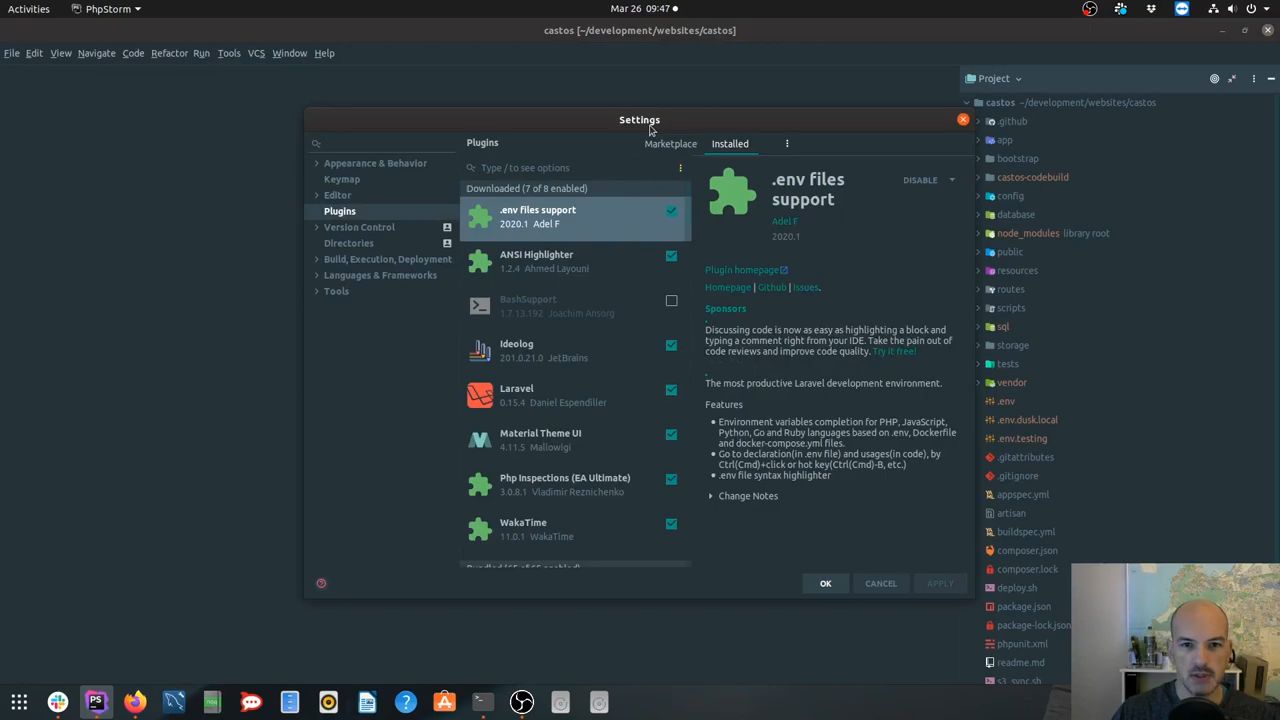 Activities
PhpStorm
Mar 26 09:47
castos [~/development/websites/castos]
File Edit View Navigate Code Refactor Run Tools VCS Window Help
Project
castos ~/development/websites/castos
.github
app
bootstrap
castos-codebuild
config
database
node_modules library root
public
resources
routes
scripts
sql
storage
tests
vendor
.env
.env.dusk.local
.env.testing
.gitattributes
.gitignore
appspec.yml
artisan
buildspec.yml
composer.json
composer.lock
deploy.sh
package.json
package-lock.json
phpunit.xml
readme.md
s3_sync.sh
Settings
Appearance & Behavior
Keymap
Editor
Plugins
Version Control
Directories
Build, Execution, Deployment
Languages & Frameworks
Tools
Plugins
Marketplace
Installed
Type / to see options
Downloaded (7 of 8 enabled)
.env files support
2020.1 Adel F
ANSI Highlighter
1.2.4 Ahmed Layouni
BashSupport
1.7.13.192 Joachim Ansorg
Ideolog
201.0.21.0 JetBrains
Laravel
0.15.4 Daniel Espendiller
Material Theme UI
4.11.5 Mallowigi
Php Inspections (EA Ultimate)
3.0.8.1 Vladimir Reznichenko
WakaTime
11.0.1 WakaTime
.env files
support
DISABLE
Adel F
2020.1
Plugin homepage
Homepage | Github | Issues.
Sponsors
Discussing code is now as easy as highlighting a block and
typing a comment right from your IDE. Take the pain out of
code reviews and improve code quality. Try it free!
The most productive Laravel development environment.
Features
Environment variables completion for PHP, JavaScript,
Python, Go and Ruby languages based on .env, Dockerfile
and docker-compose.yml files.
Go to declaration(in .env file) and usages(in code), by
Ctrl(Cmd)+click or hot key(Ctrl(Cmd)-B, etc.)
.env file syntax highlighter
Change Notes
OK
CANCEL
APPLY